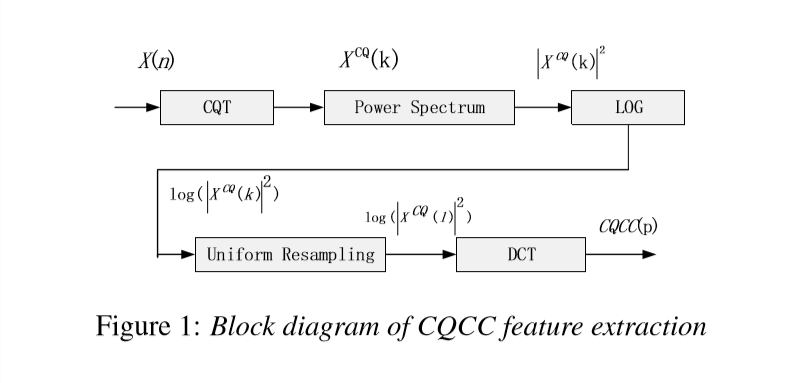 X(n) X^CQ(k) |X^CQ(k)|^2
CQT Power Spectrum LOG
log(|X^CQ(k)|^2)
log(|X^CQ(l)|^2) CQCC(p)
Uniform Resampling DCT
Figure 1: Block diagram of CQCC feature extraction